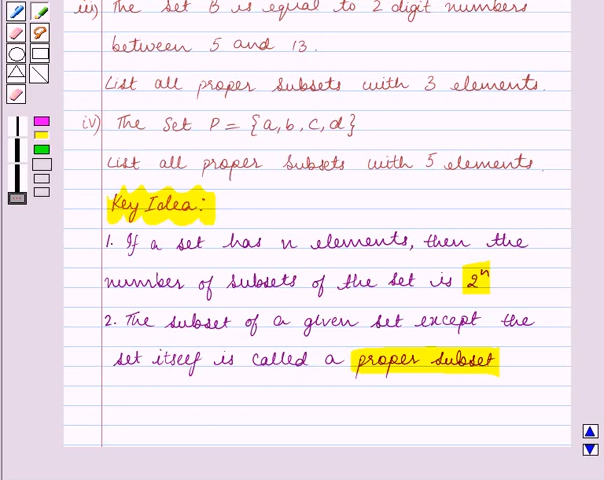 iii) The Set B is equal to 2 digit numbers
between 5 and 13.
List all proper subsets with 3 elements.
iv) The Set P = {a, b, c, d}
List all proper subsets with 5 elements.
Key Idea:
1. If a set has n elements, then the
number of subsets of the set is 2ⁿ
2. The subset of a given set except the
set itself is called a proper subset